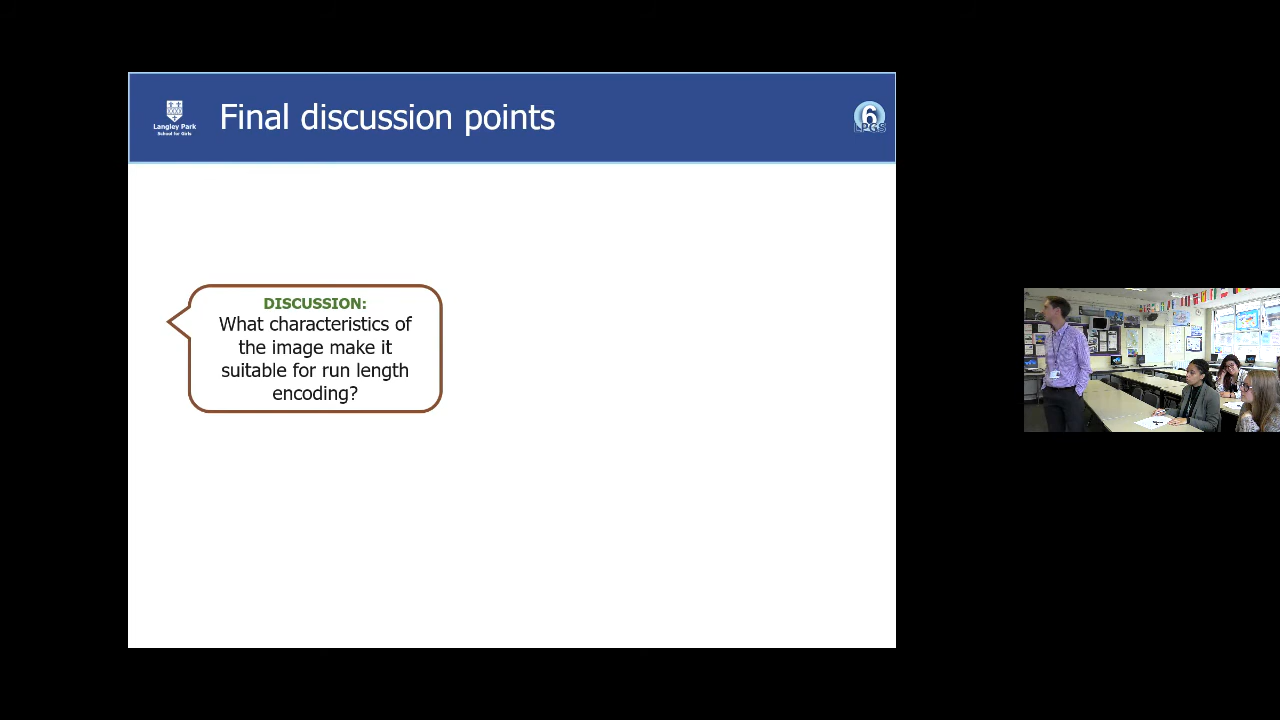 Langley Park
School for Girls
Final discussion points
6
LPGS
DISCUSSION:
What characteristics of
the image make it
suitable for run length
encoding?